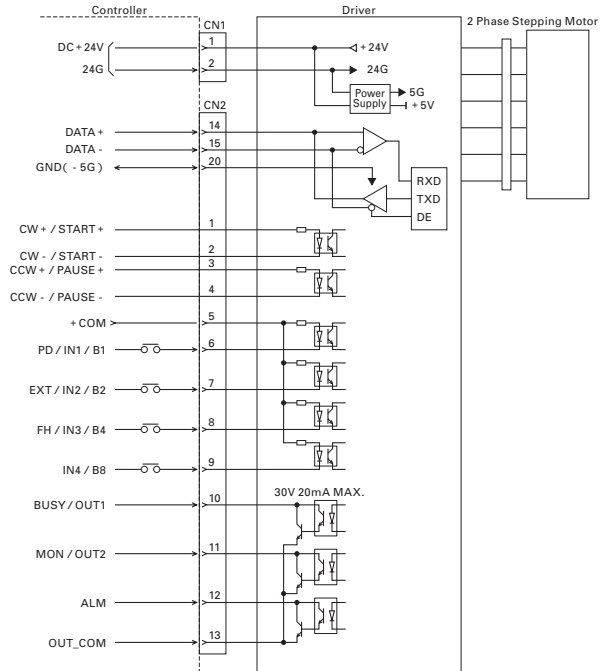 Controller
Driver
2 Phase Stepping Motor
CN1
DC+24V
1
+24V
24G
2
24G
Power
Supply
5G
+5V
CN2
DATA+
14
DATA-
15
GND( - 5G )
20
RXD
TXD
DE
CW+ / START+
1
CW - / START -
2
CCW+ / PAUSE+
3
CCW - / PAUSE -
4
+COM
5
PD / IN1 / B1
6
EXT / IN2 / B2
7
FH / IN3 / B4
8
IN4 / B8
9
30V 20mA MAX.
BUSY / OUT1
10
MON / OUT2
11
ALM
12
OUT_COM
13